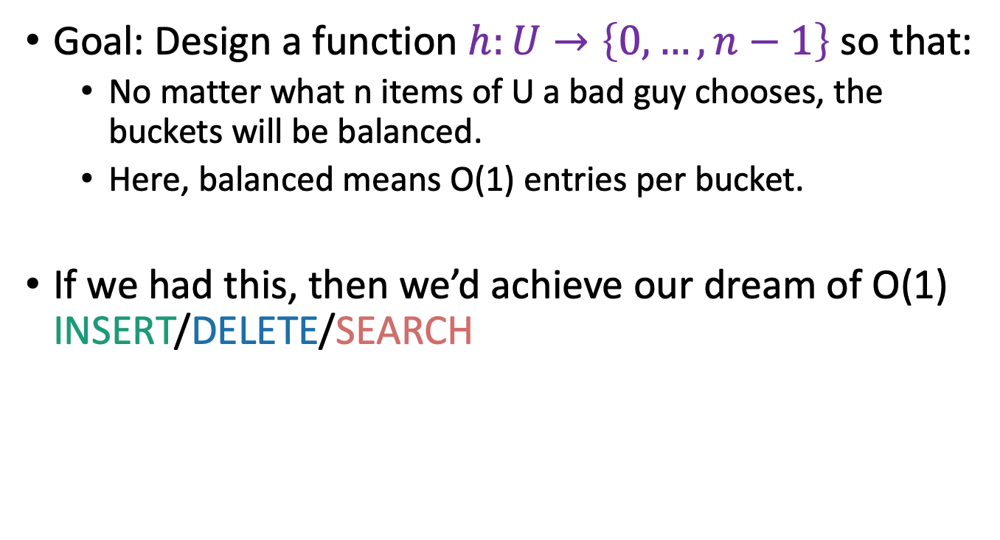 • Goal: Design a function h: U → {0, … , n − 1} so that:
• No matter what n items of U a bad guy chooses, the
buckets will be balanced.
• Here, balanced means O(1) entries per bucket.
• If we had this, then we’d achieve our dream of O(1)
INSERT/DELETE/SEARCH